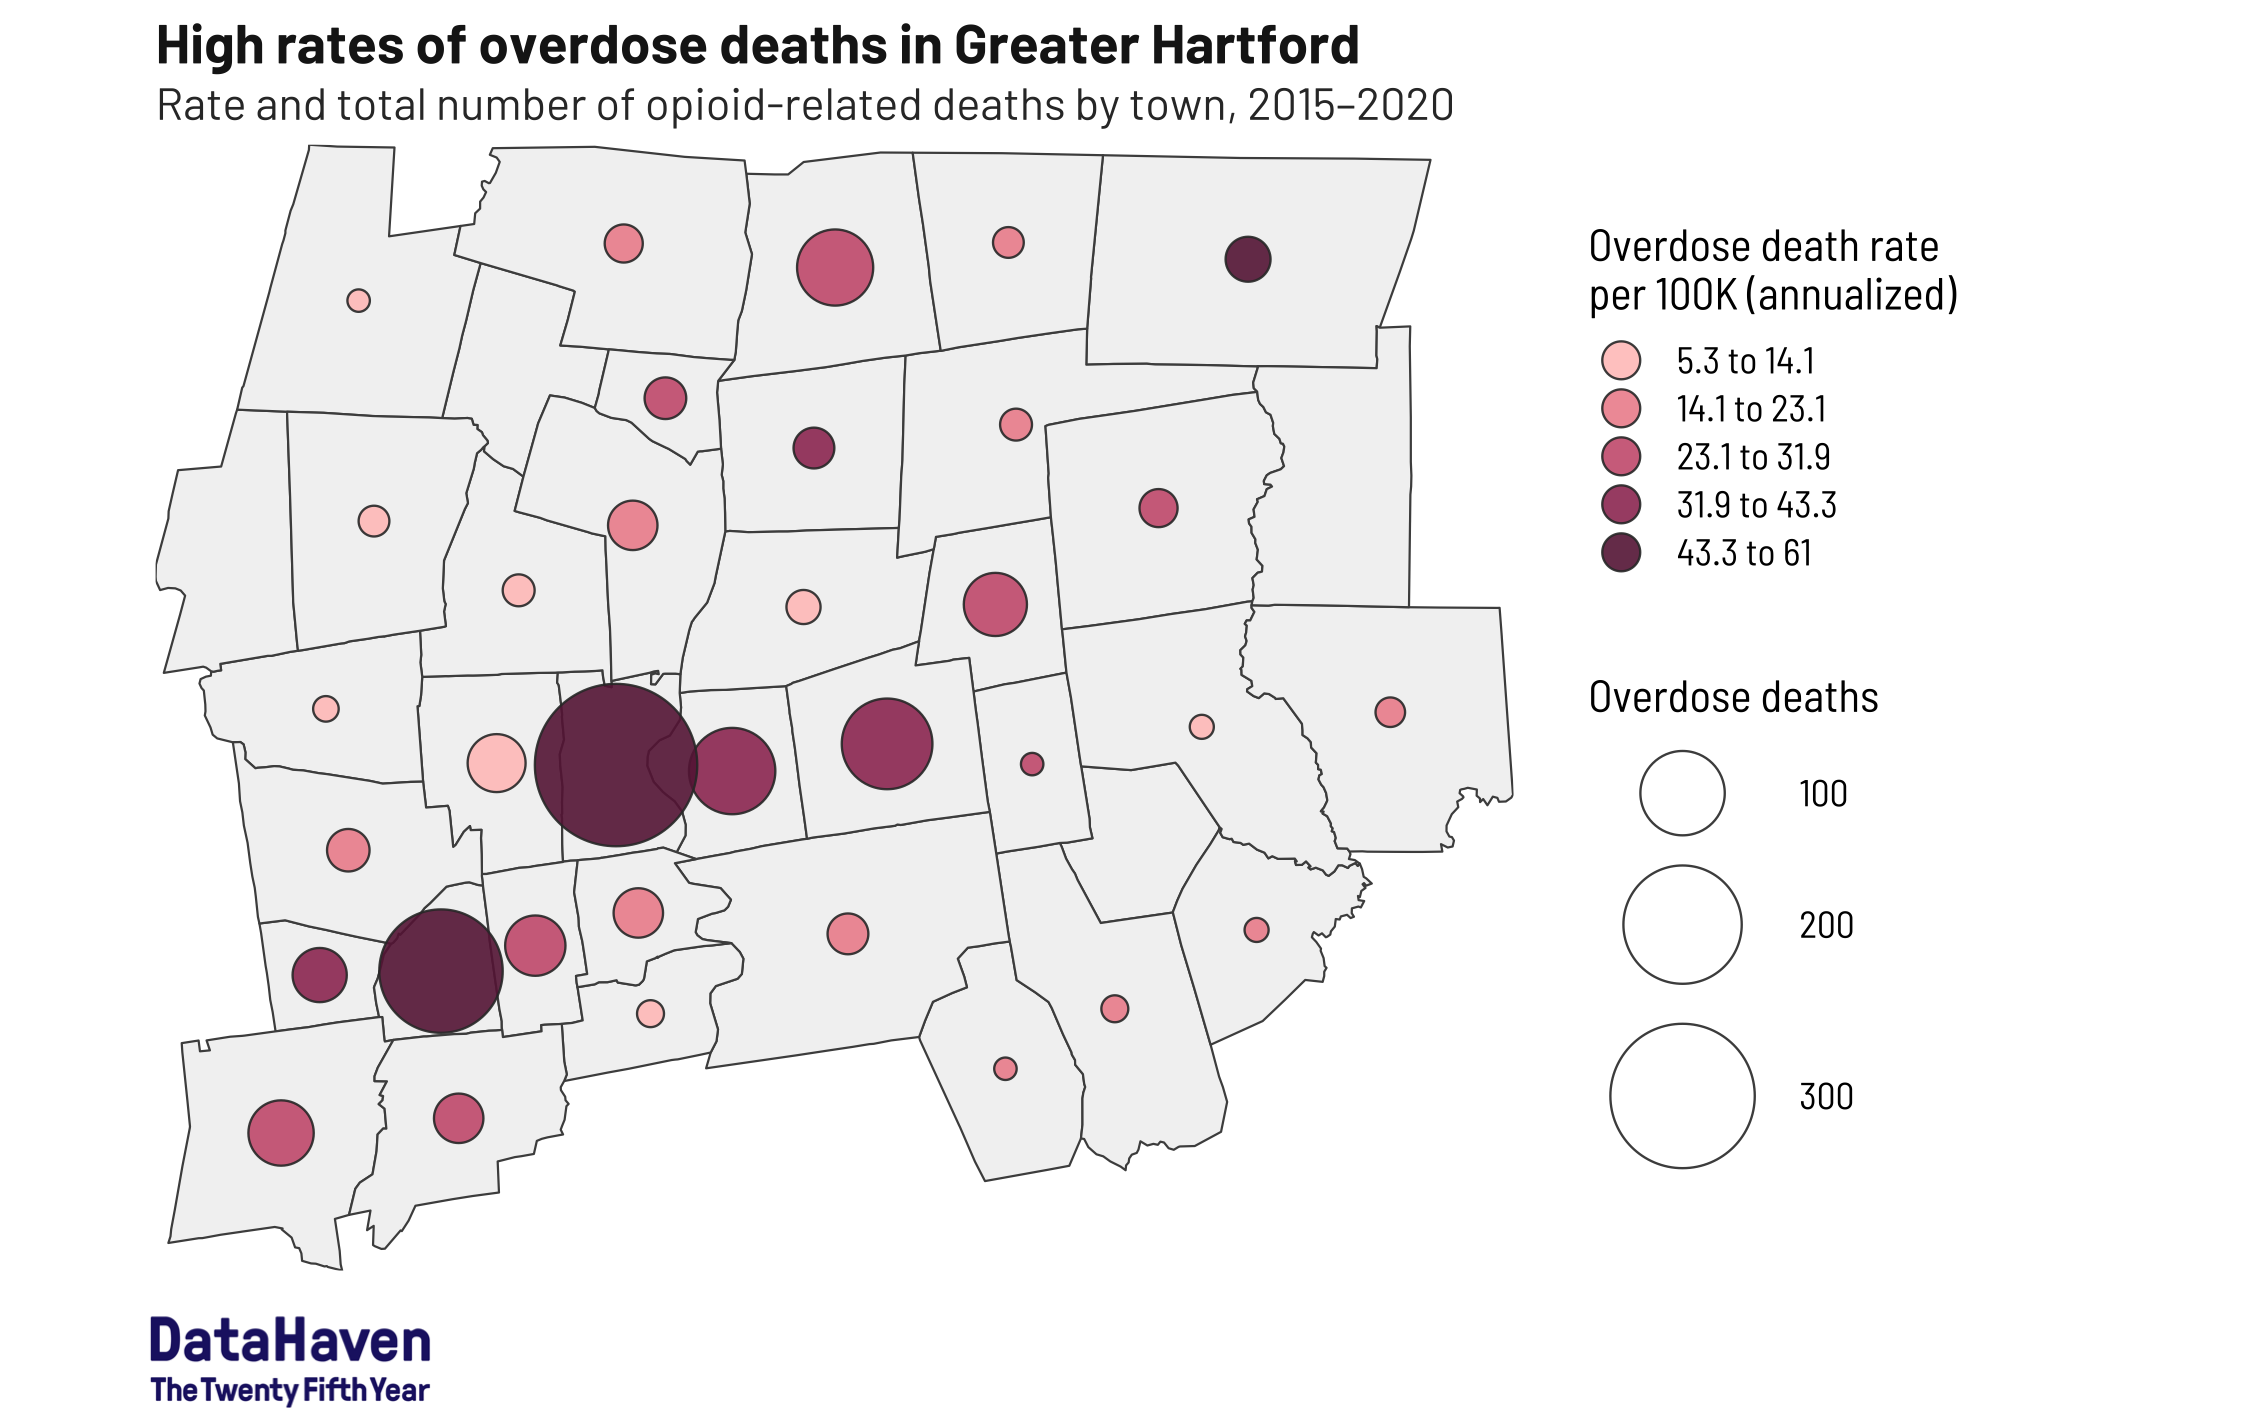 High rates of overdose deaths in Greater Hartford
Rate and total number of opioid-related deaths by town, 2015–2020
Overdose death rate
per 100K (annualized)
5.3 to 14.1
14.1 to 23.1
23.1 to 31.9
31.9 to 43.3
43.3 to 61
Overdose deaths
100
200
300
DataHaven
The Twenty Fifth Year